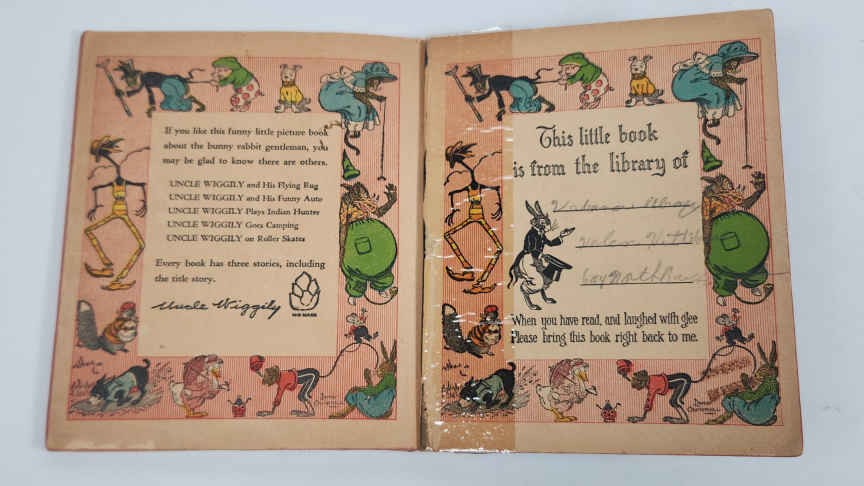 If you like this funny little picture book
about the bunny rabbit gentleman, you
may be glad to know there are others.
UNCLE WIGGILY and His Flying Rug
UNCLE WIGGILY and His Funny Auto
UNCLE WIGGILY Plays Indian Hunter
UNCLE WIGGILY Goes Camping
UNCLE WIGGILY on Roller Skates
Every book has three stories, including
the title story.
Uncle Wiggily
This little book
is from the library of
When you have read, and laughed with glee
Please bring this book right back to me.